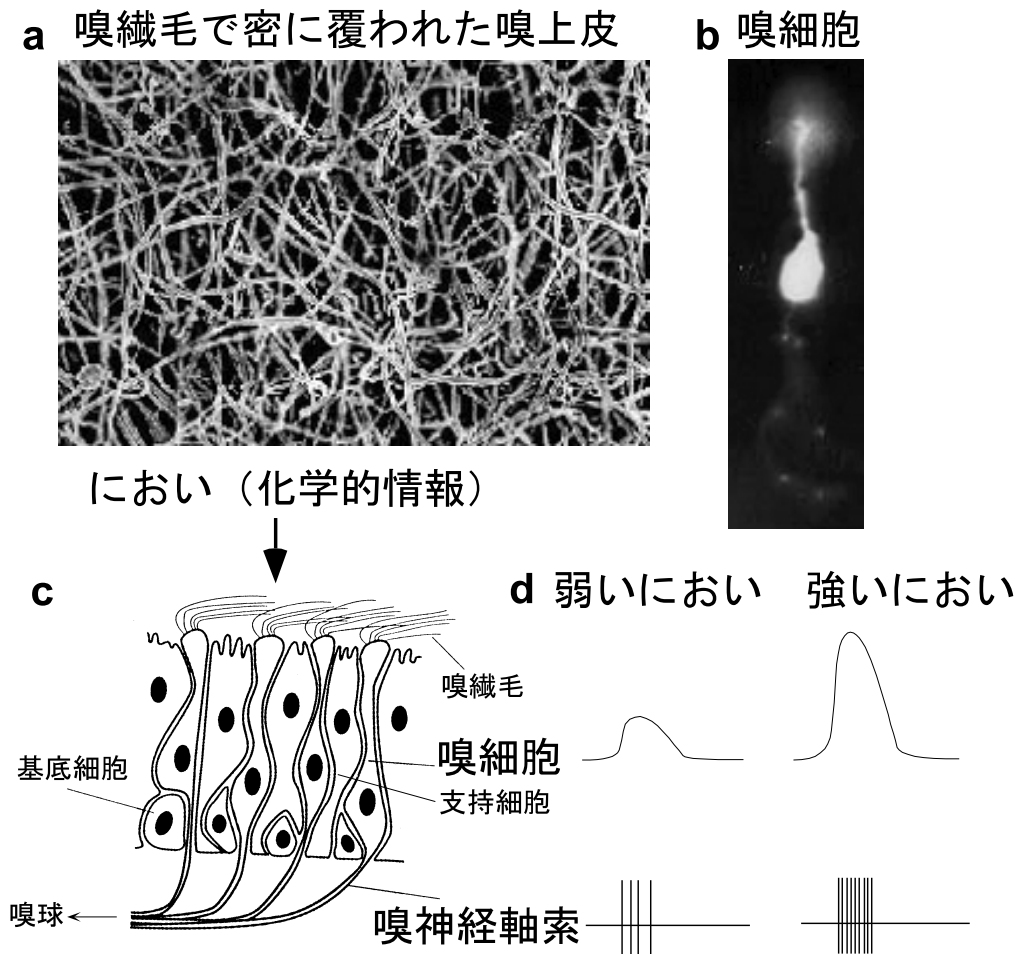 a 嗅繊毛で密に覆われた嗅上皮
b 嗅細胞
におい（化学的情報）
c
嗅繊毛
嗅細胞
支持細胞
基底細胞
嗅球
嗅神経軸索
d 弱いにおい 強いにおい